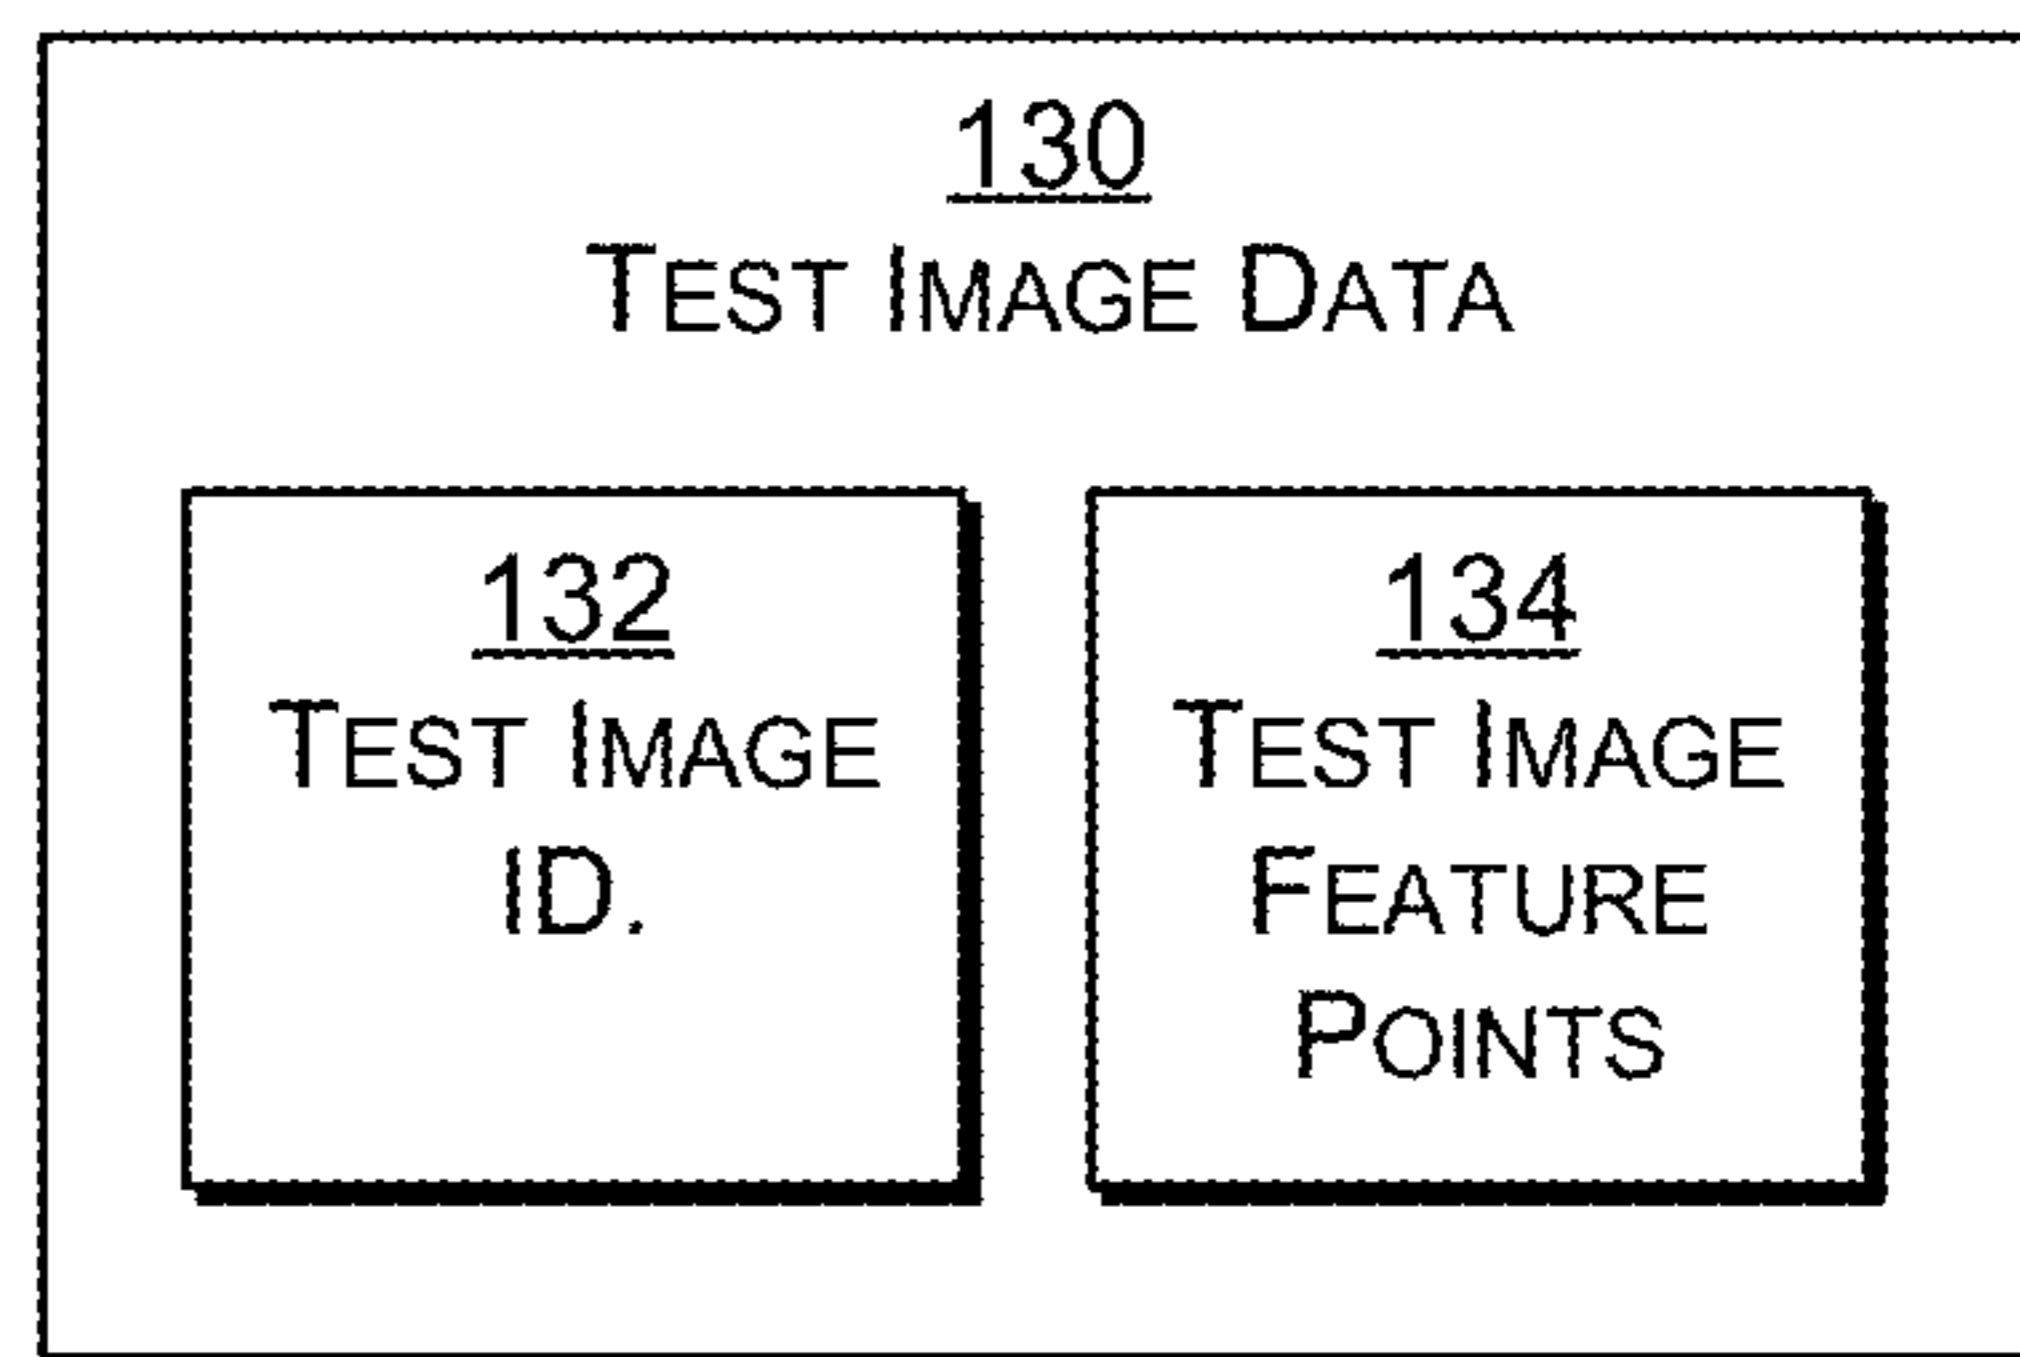 130
TEST IMAGE DATA
132
TEST IMAGE
ID.
134
TEST IMAGE
FEATURE
POINTS